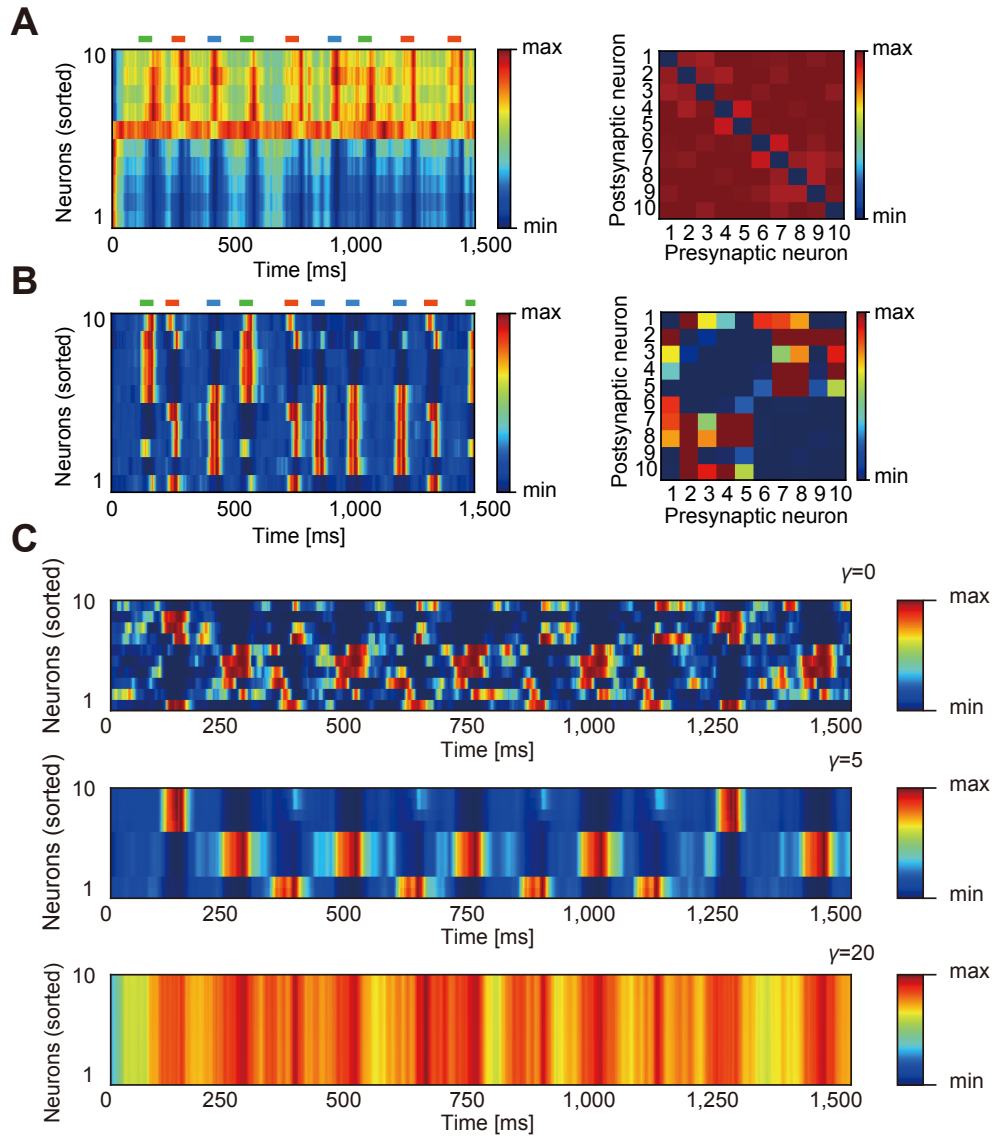 A
10
Neurons (sorted)
1
0 500 1,000 1,500
Time [ms]
max
min
Postsynaptic neuron
1
2
3
4
5
6
7
8
9
10
1 2 3 4 5 6 7 8 9 10
Presynaptic neuron
max
min
B
10
Neurons (sorted)
1
0 500 1,000 1,500
Time [ms]
max
min
Postsynaptic neuron
1
2
3
4
5
6
7
8
9
10
1 2 3 4 5 6 7 8 9 10
Presynaptic neuron
max
min
C
γ=0
10
Neurons (sorted)
1
0 250 500 750 1,000 1,250 1,500
Time [ms]
max
min
γ=5
10
Neurons (sorted)
1
0 250 500 750 1,000 1,250 1,500
Time [ms]
max
min
γ=20
10
Neurons (sorted)
1
0 250 500 750 1,000 1,250 1,500
Time [ms]
max
min